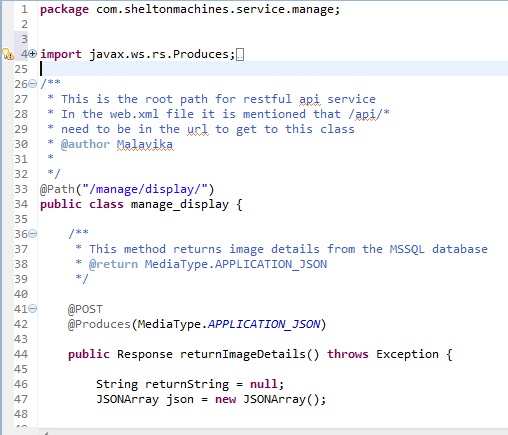 1 package com.sheltonmachines.service.manage;
2
3
4 import javax.ws.rs.Produces;
25
26 /**
27  * This is the root path for restful api service
28  * In the web.xml file it is mentioned that /api/*
29  * need to be in the url to get to this class
30  * @author Malavika
31  *
32  */
33 @Path("/manage/display/")
34 public class manage_display {
35
36     /**
37      * This method returns image details from the MSSQL database
38      * @return MediaType.APPLICATION_JSON
39      */
40
41     @POST
42     @Produces(MediaType.APPLICATION_JSON)
43
44     public Response returnImageDetails() throws Exception {
45
46         String returnString = null;
47         JSONArray json = new JSONArray();
48